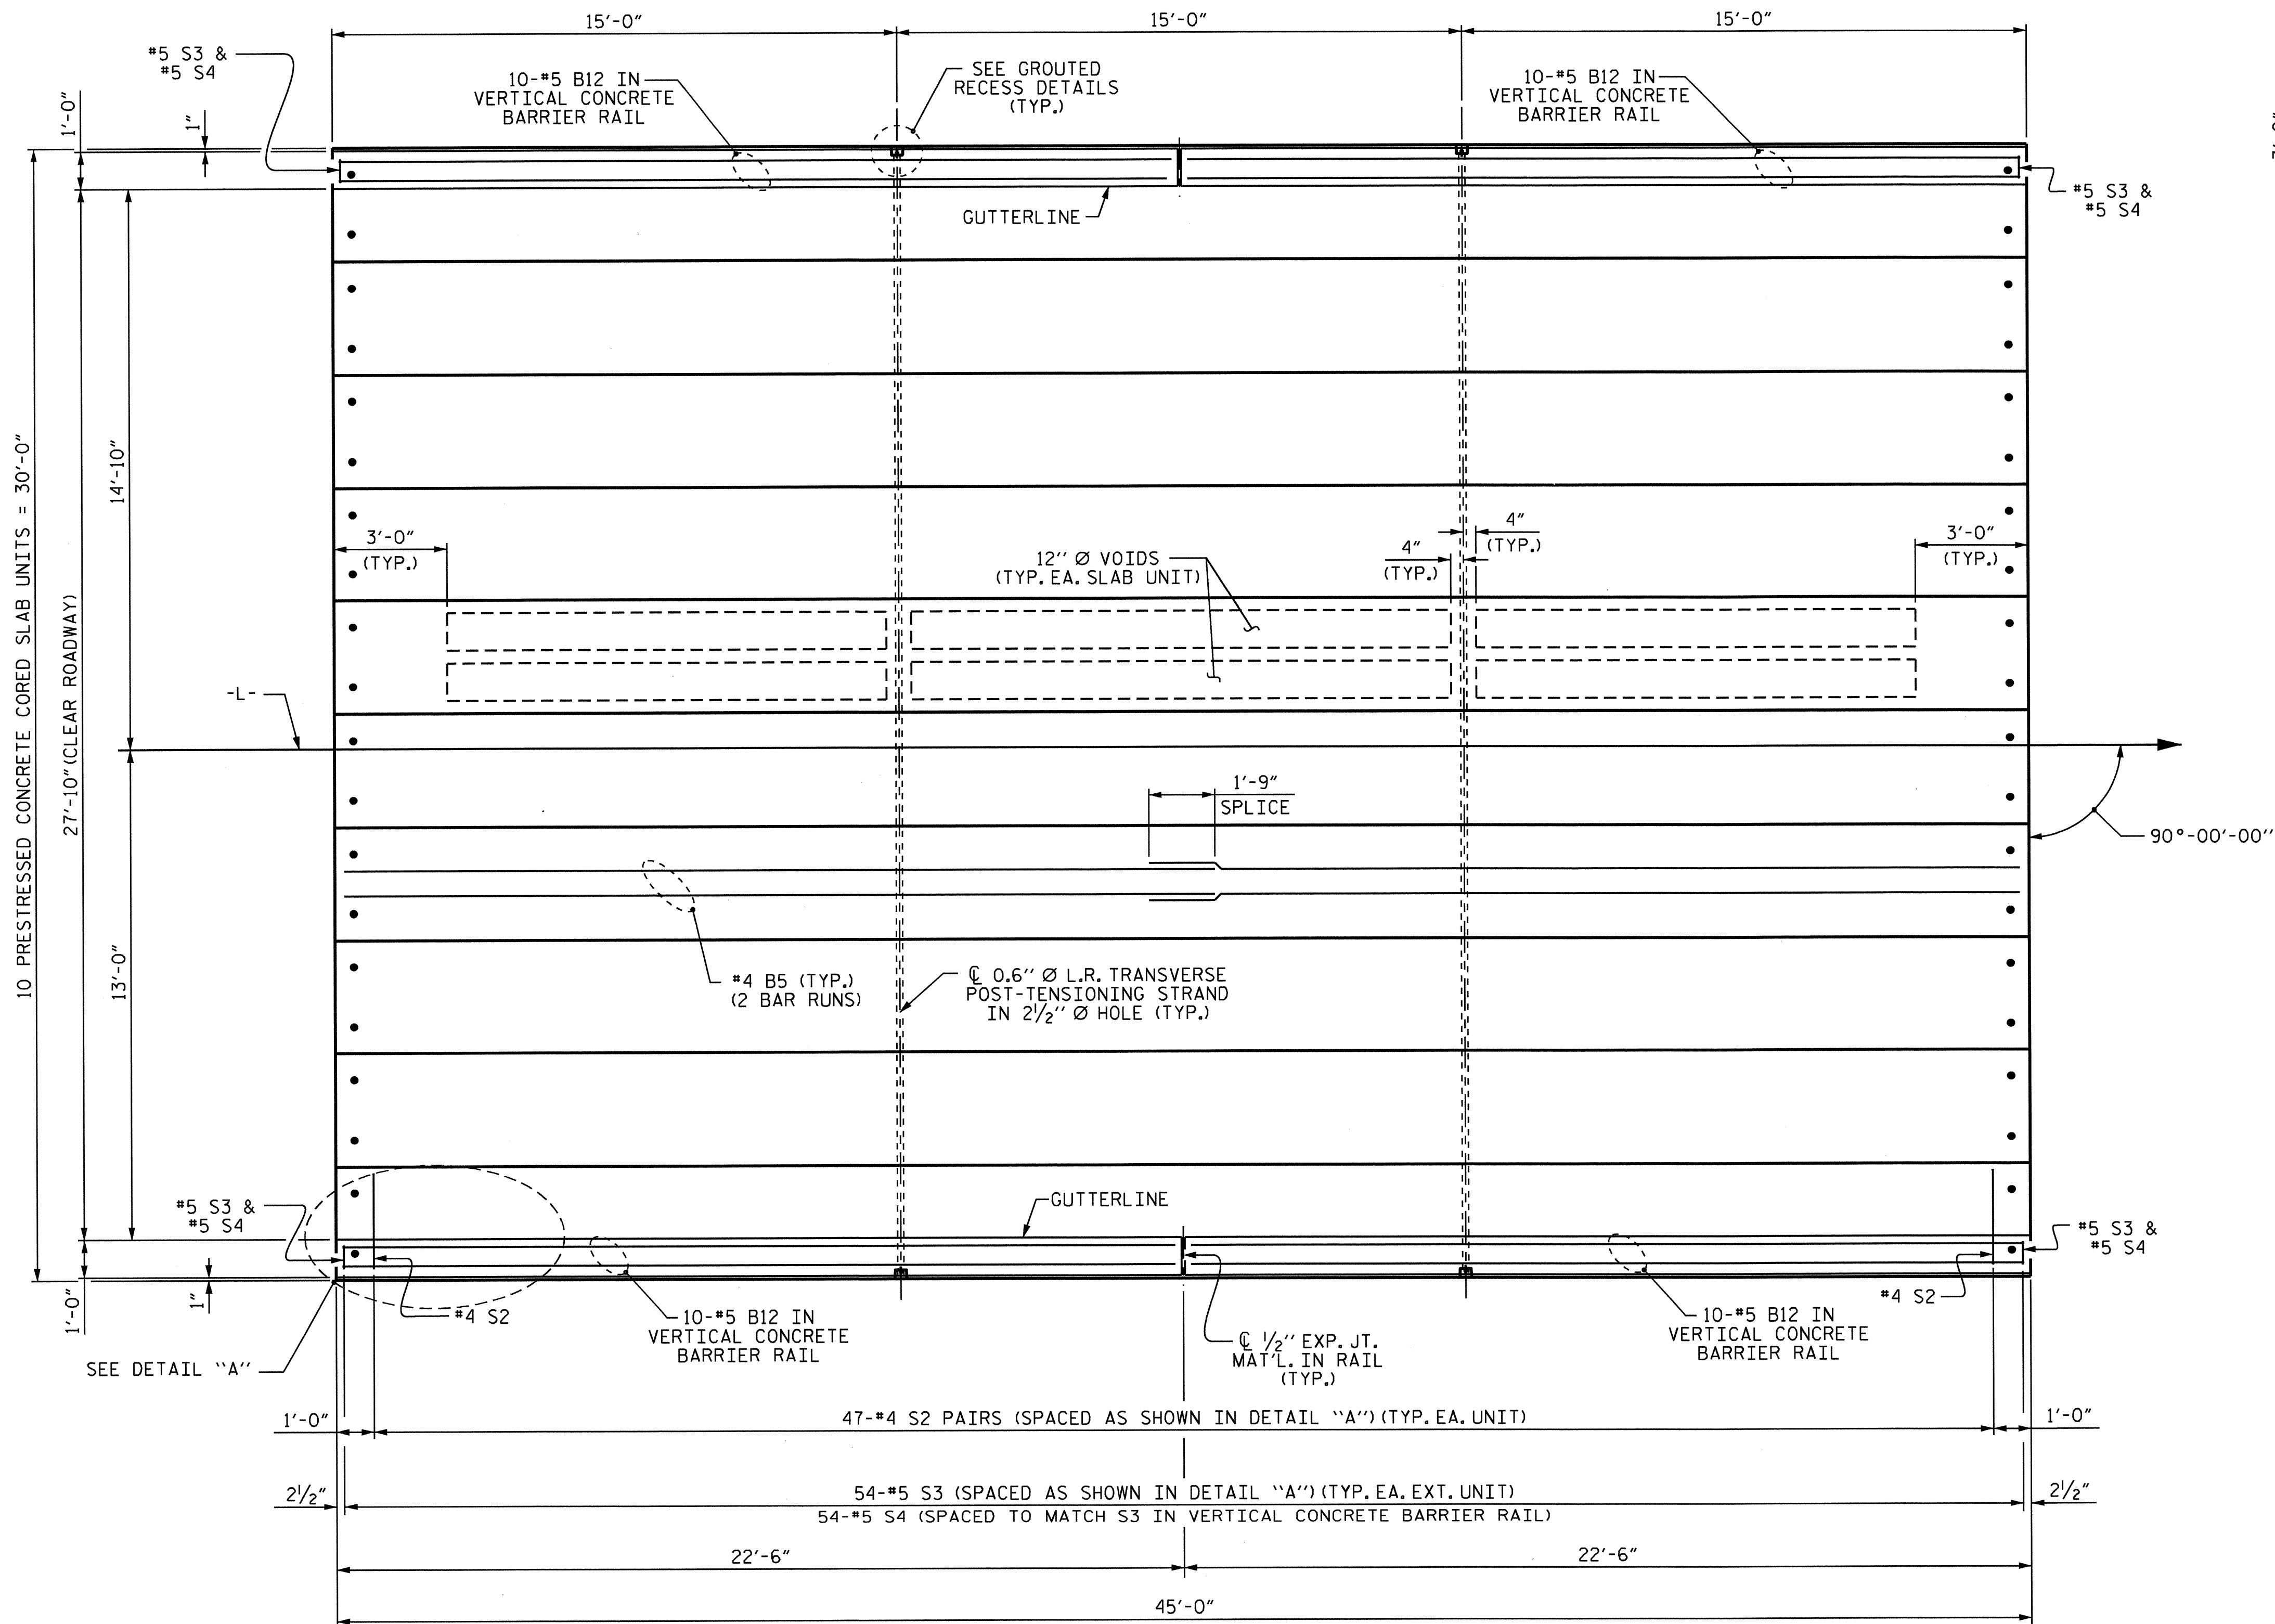 15'-0"
15'-0"
15'-0"
#5 S3 &
#5 S4
10-#5 B12 IN
VERTICAL CONCRETE
BARRIER RAIL
SEE GROUTED
RECESS DETAILS
(TYP.)
10-#5 B12 IN
VERTICAL CONCRETE
BARRIER RAIL
1'-0"
1"
#5 S3 &
#5 S4
GUTTERLINE
10 PRESTRESSED CONCRETE CORED SLAB UNITS = 30'-0"
27'-10" (CLEAR ROADWAY)
14'-10"
3'-0"
(TYP.)
12'' Ø VOIDS
(TYP. EA. SLAB UNIT)
4"
(TYP.)
4"
(TYP.)
3'-0"
(TYP.)
-L-
1'-9"
SPLICE
90°-00'-00''
13'-0"
#4 B5 (TYP.)
(2 BAR RUNS)
℄ 0.6'' Ø L.R. TRANSVERSE
POST-TENSIONING STRAND
IN 2½'' Ø HOLE (TYP.)
#5 S3 &
#5 S4
GUTTERLINE
#5 S3 &
#5 S4
1'-0"
1"
#4 S2
10-#5 B12 IN
VERTICAL CONCRETE
BARRIER RAIL
℄ ½'' EXP. JT.
MAT'L. IN RAIL
(TYP.)
10-#5 B12 IN
VERTICAL CONCRETE
BARRIER RAIL
#4 S2
SEE DETAIL "A"
1'-0"
47-#4 S2 PAIRS (SPACED AS SHOWN IN DETAIL "A") (TYP. EA. UNIT)
1'-0"
2½"
54-#5 S3 (SPACED AS SHOWN IN DETAIL "A") (TYP. EA. EXT. UNIT)
54-#5 S4 (SPACED TO MATCH S3 IN VERTICAL CONCRETE BARRIER RAIL)
2½"
22'-6"
22'-6"
45'-0"